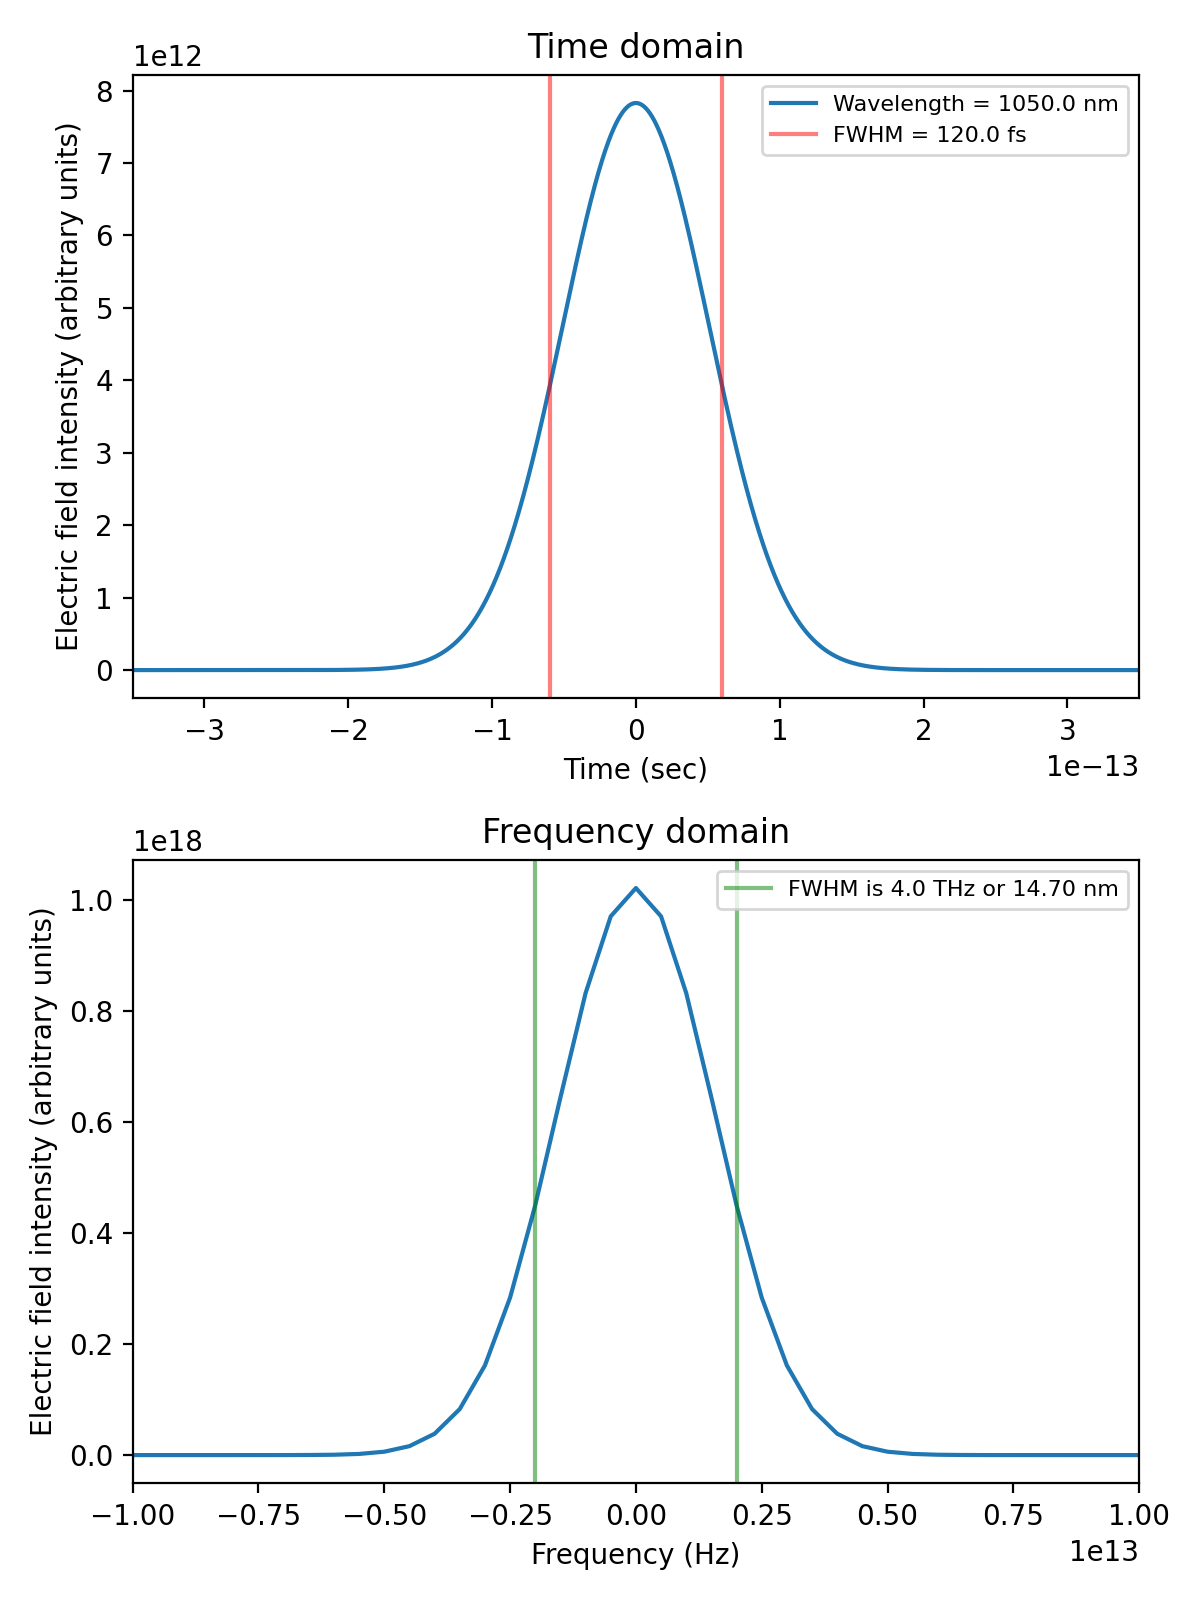 Time domain
1e12
Wavelength = 1050.0 nm
FWHM = 120.0 fs
Electric field intensity (arbitrary units)
8
7
6
5
4
3
2
1
0
−3 −2 −1 0 1 2 3
Time (sec)
1e−13
Frequency domain
1e18
FWHM is 4.0 THz or 14.70 nm
Electric field intensity (arbitrary units)
1.0
0.8
0.6
0.4
0.2
0.0
−1.00 −0.75 −0.50 −0.25 0.00 0.25 0.50 0.75 1.00
Frequency (Hz)
1e13